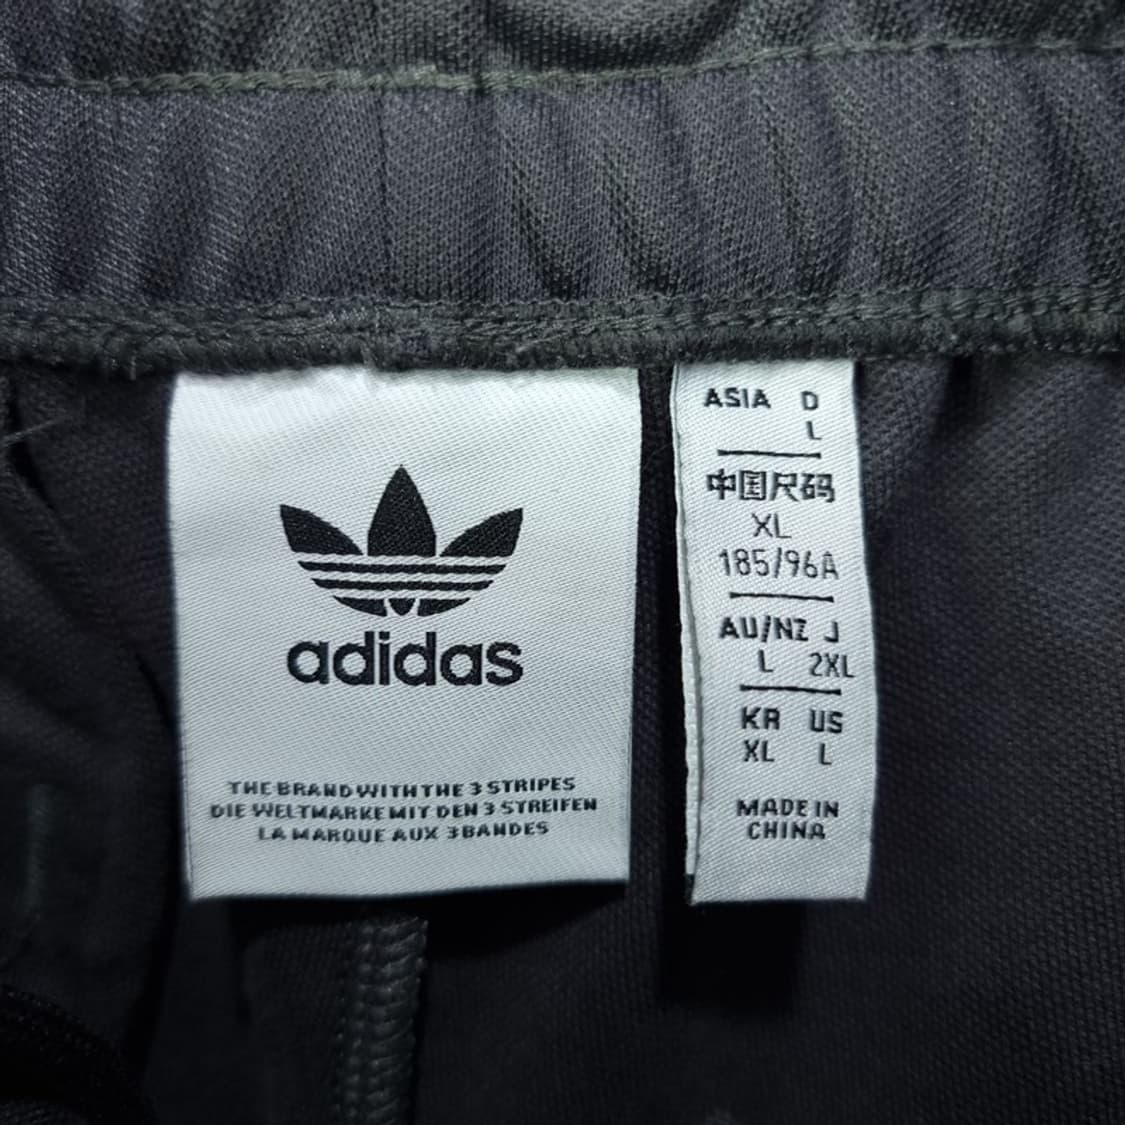 adidas
THE BRAND WITH THE 3 STRIPES
DIE WELTMARKE MIT DEN 3 STREIFEN
LA MARQUE AUX 3 BANDES
ASIA D
L
中国尺码
XL
185/96A
AU/NZ J
L 2XL
KR US
XL L
MADE IN
CHINA